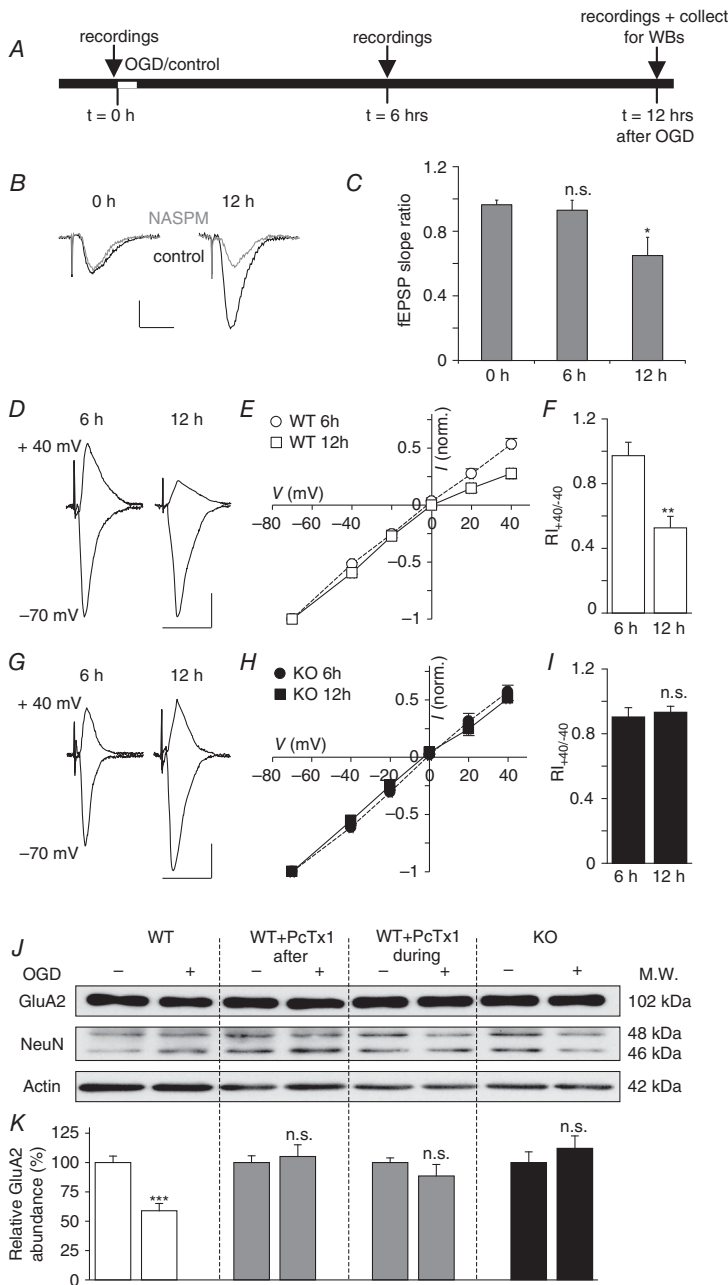 A
recordings
OGD/control
recordings
recordings + collect
for WBs
t = 0 h
t = 6 hrs
t = 12 hrs
after OGD
B
0 h
12 h
NASPM
control
C
fEPSP slope ratio
1.2
0.8
0.4
0
n.s.
*
0 h
6 h
12 h
D
6 h
12 h
+ 40 mV
−70 mV
E
WT 6h
WT 12h
I (norm.)
V (mV)
0.5
0
−0.5
−1
−80 −60 −40 −20 0 20 40
F
RI+40/-40
1.2
0.8
0.4
0
**
6 h
12 h
G
6 h
12 h
+ 40 mV
−70 mV
H
KO 6h
KO 12h
I (norm.)
V (mV)
0.5
−0.5
−1
−80 −60 −40 −20 0 20 40
I
RI+40/-40
1.2
0.8
0.4
0
n.s.
6 h
12 h
J
WT
WT+PcTx1
after
WT+PcTx1
during
KO
OGD − + − + − + − + M.W.
GluA2 102 kDa
NeuN
48 kDa
46 kDa
Actin 42 kDa
K
Relative GluA2
abundance (%)
125
100
75
50
25
0
***
n.s.
n.s.
n.s.